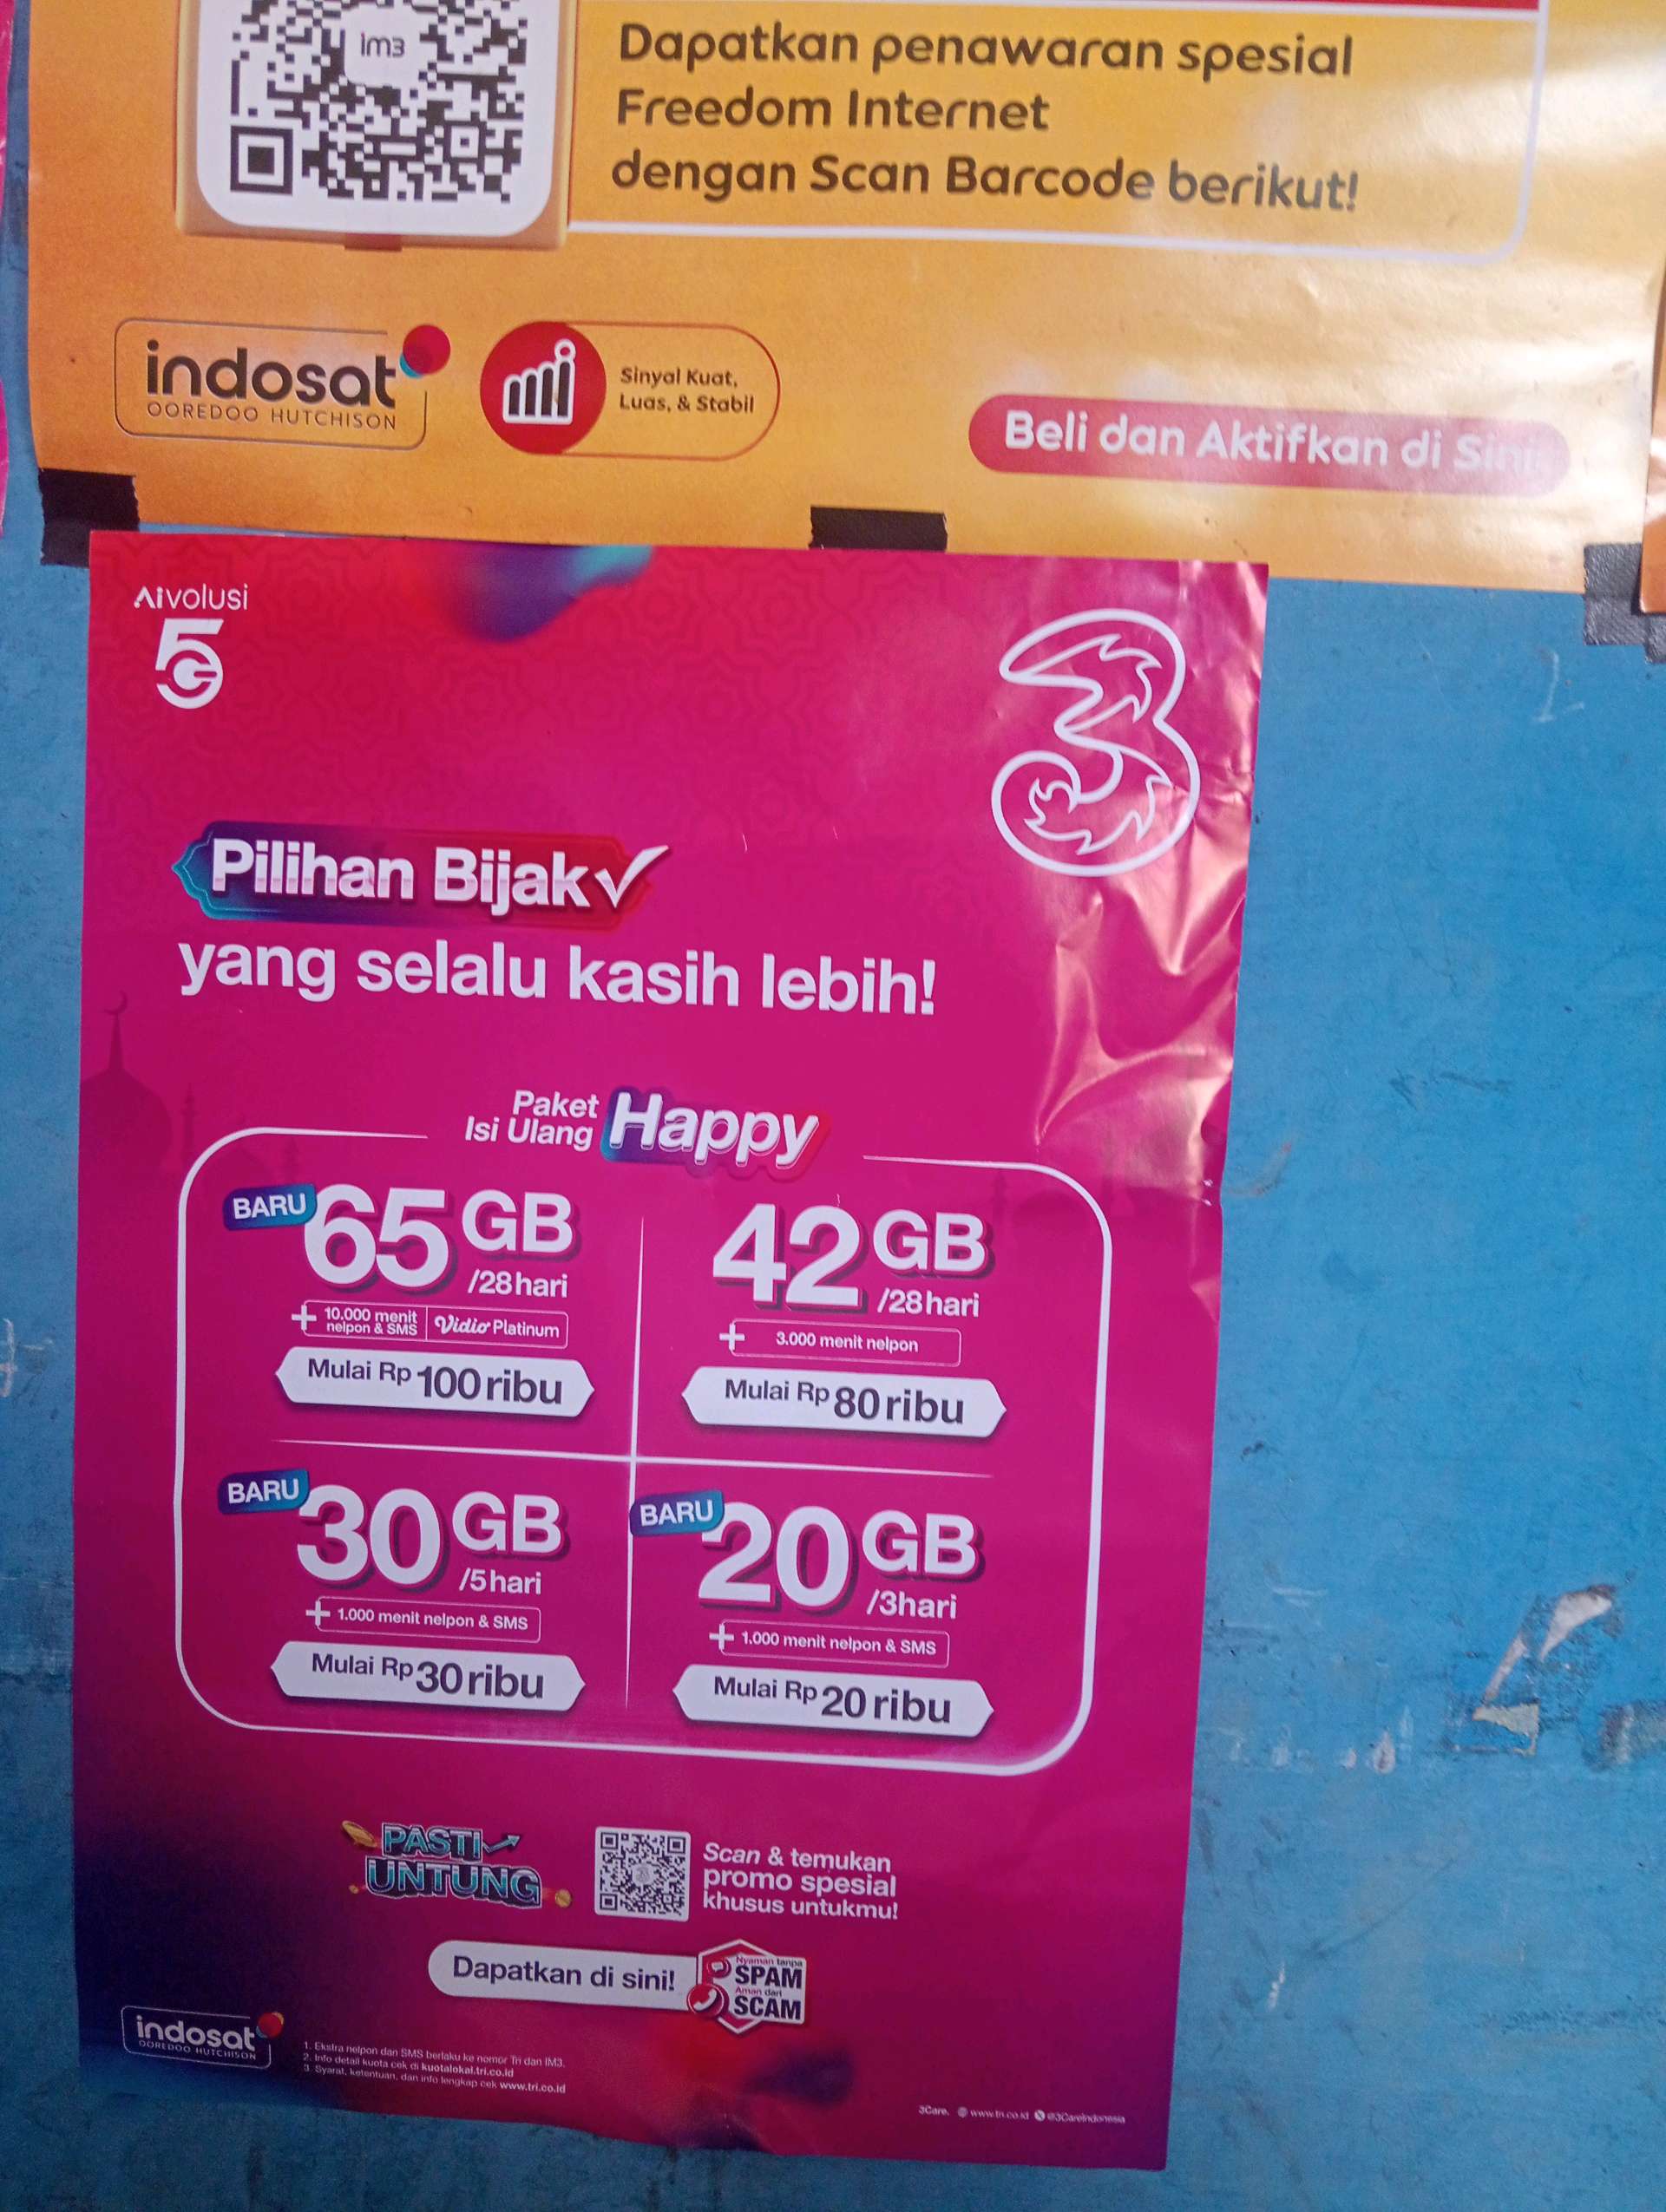 im3
Dapatkan penawaran spesial
Freedom Internet
dengan Scan Barcode berikut!
indosat
OOREDOO HUTCHISON
Sinyal Kuat,
Luas, & Stabil
Beli dan Aktifkan di Sini
AIvolusi
5G
3
Pilihan Bijak
yang selalu kasih lebih!
Paket
Isi Ulang
Happy
BARU
65 GB
/28hari
+ 10.000 menit
nelpon & SMS
Vidio Platinum
Mulai Rp 100 ribu
42 GB
/28hari
+ 3.000 menit nelpon
Mulai Rp 80 ribu
BARU
30 GB
/5hari
+ 1.000 menit nelpon & SMS
Mulai Rp 30 ribu
BARU
20 GB
/3hari
+ 1.000 menit nelpon & SMS
Mulai Rp 20 ribu
PASTI
UNTUNG
Scan & temukan
promo spesial
khusus untukmu!
Dapatkan di sini!
Nyaman tanpa
SPAM
Aman dari
SCAM
indosat
OOREDOO HUTCHISON
1. Ekstra nelpon dan SMS berlaku ke nomor Tri dan IM3.
2. Info detail kuota cek di kuotalokal.tri.co.id
3. Syarat, ketentuan, dan info lengkap cek www.tri.co.id
3Care. www.tri.co.id @3CareIndonesia